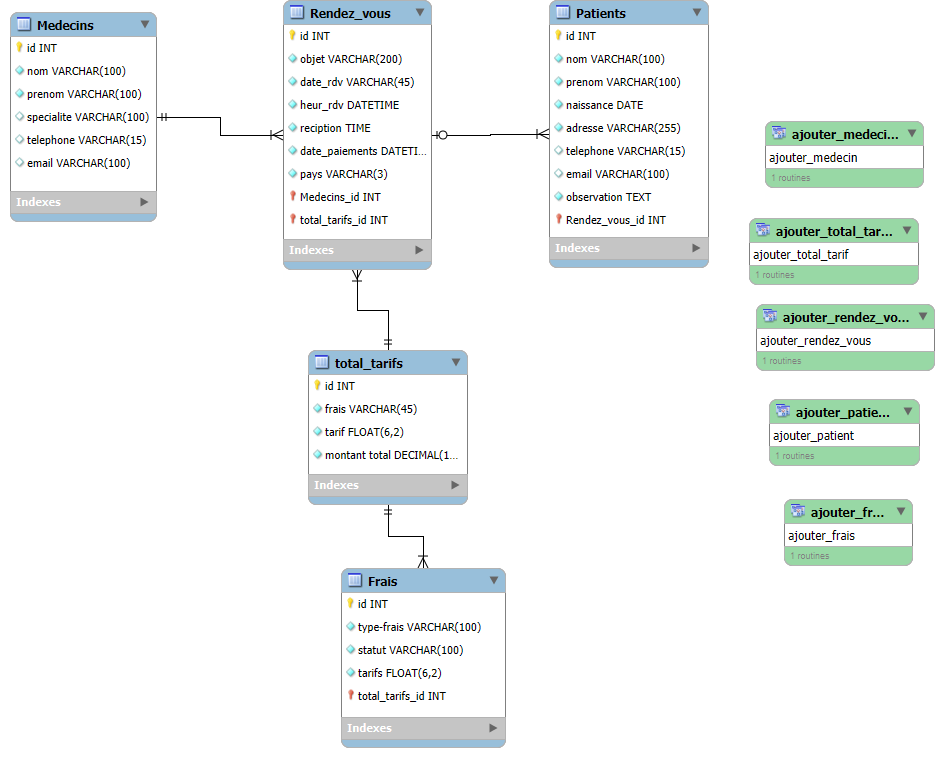 Medecins
id INT
nom VARCHAR(100)
prenom VARCHAR(100)
specialite VARCHAR(100)
telephone VARCHAR(15)
email VARCHAR(100)
Indexes
Rendez_vous
id INT
objet VARCHAR(200)
date_rdv VARCHAR(45)
heur_rdv DATETIME
reciption TIME
date_paiements DATETI...
pays VARCHAR(3)
Medecins_id INT
total_tarifs_id INT
Indexes
Patients
id INT
nom VARCHAR(100)
prenom VARCHAR(100)
naissance DATE
adresse VARCHAR(255)
telephone VARCHAR(15)
email VARCHAR(100)
observation TEXT
Rendez_vous_id INT
Indexes
total_tarifs
id INT
frais VARCHAR(45)
tarif FLOAT(6,2)
montant total DECIMAL(1...
Indexes
Frais
id INT
type-frais VARCHAR(100)
statut VARCHAR(100)
tarifs FLOAT(6,2)
total_tarifs_id INT
Indexes
ajouter_medeci...
ajouter_medecin
1 routines
ajouter_total_tar...
ajouter_total_tarif
1 routines
ajouter_rendez_vo...
ajouter_rendez_vous
1 routines
ajouter_patie...
ajouter_patient
1 routines
ajouter_fr...
ajouter_frais
1 routines